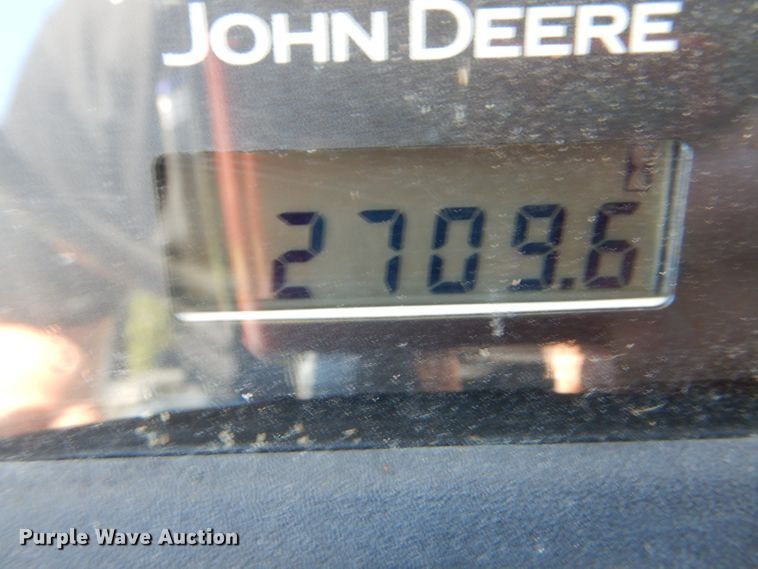 JOHN DEERE
2709.6
Purple Wave Auction